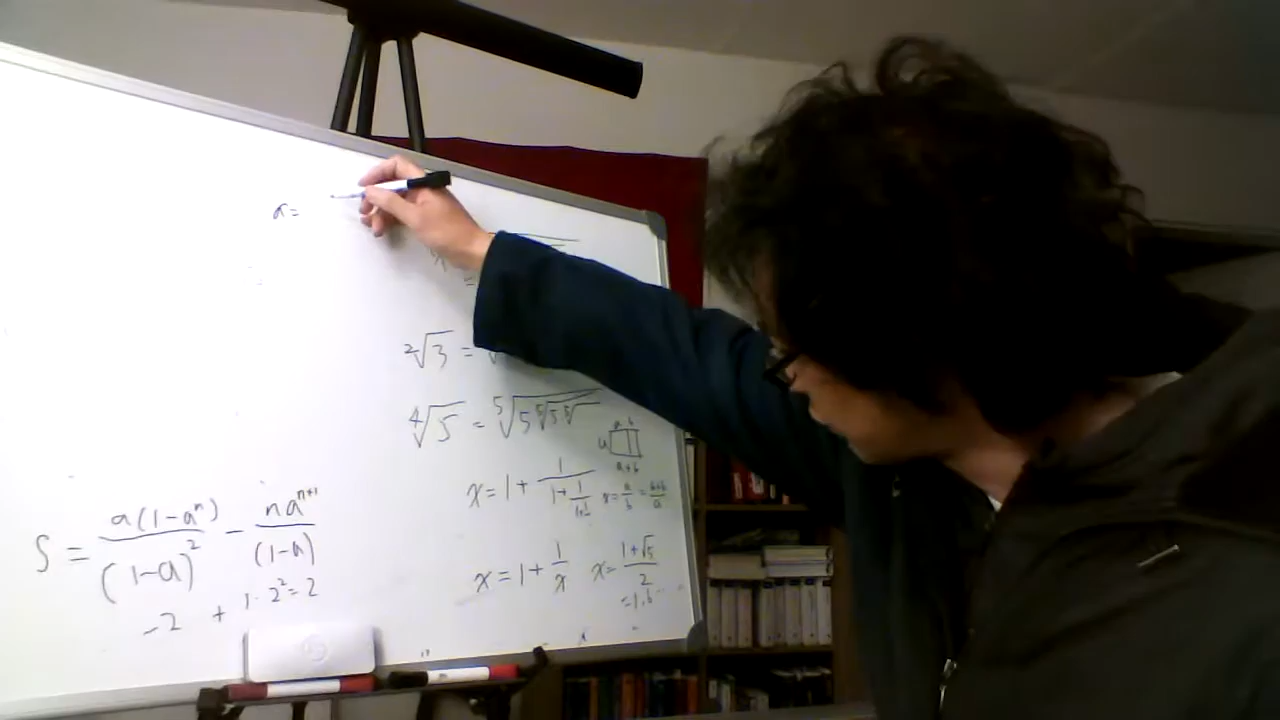 x =
²√3 =
⁴√5 = ⁵√(5 ⁵√(5 ⁵√
a b
a
a+b
x = 1 + 1/(1 + 1/(1+1
x = a/b = (a+b)/a
S = a(1-aⁿ)/(1-a)² - naⁿ⁺¹/(1-a)
x = 1 + 1/x x = (1+√5)/2
= 1.6
-2 + 1·2² = 2